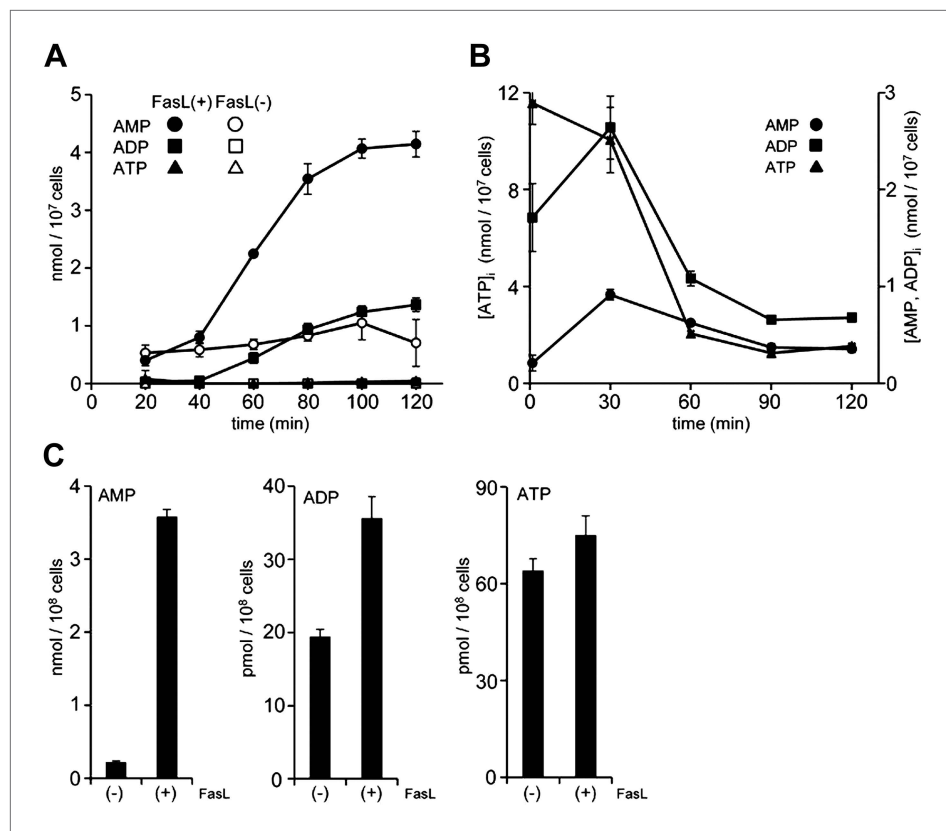 A
FasL(+) FasL(-)
AMP
ADP
ATP
5
4
3
2
1
0
nmol / 10⁷ cells
0 20 40 60 80 100 120
time (min)
B
AMP
ADP
ATP
12
10
8
6
4
2
0
[ATP]i (nmol / 10⁷ cells)
3
2
1
0
[AMP, ADP]i (nmol / 10⁷ cells)
0 30 60 90 120
time (min)
C
AMP
4
3
2
1
0
nmol / 10⁸ cells
(-) (+) FasL
ADP
40
30
20
10
0
pmol / 10⁸ cells
(-) (+) FasL
ATP
90
60
30
0
pmol / 10⁸ cells
(-) (+) FasL